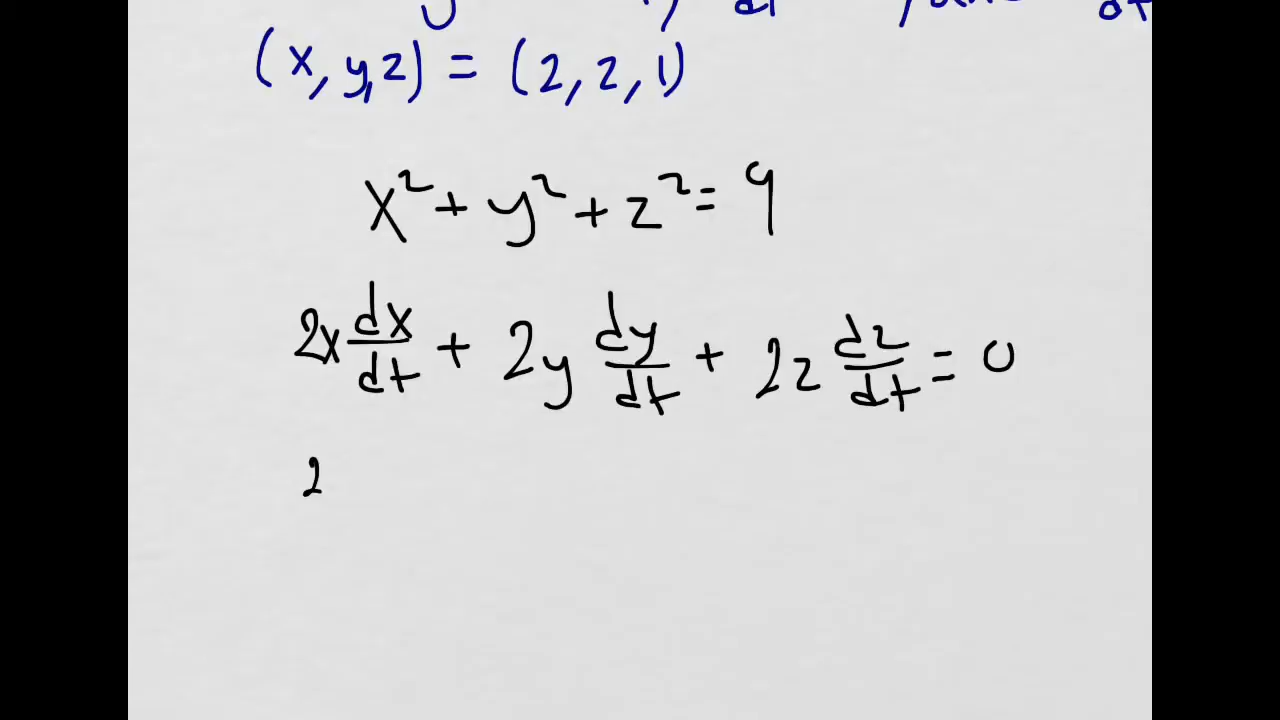 (x, y, z) = (2, 2, 1)
x² + y² + z² = 9
2x dx/dt + 2y dy/dt + 2z dz/dt = 0
2